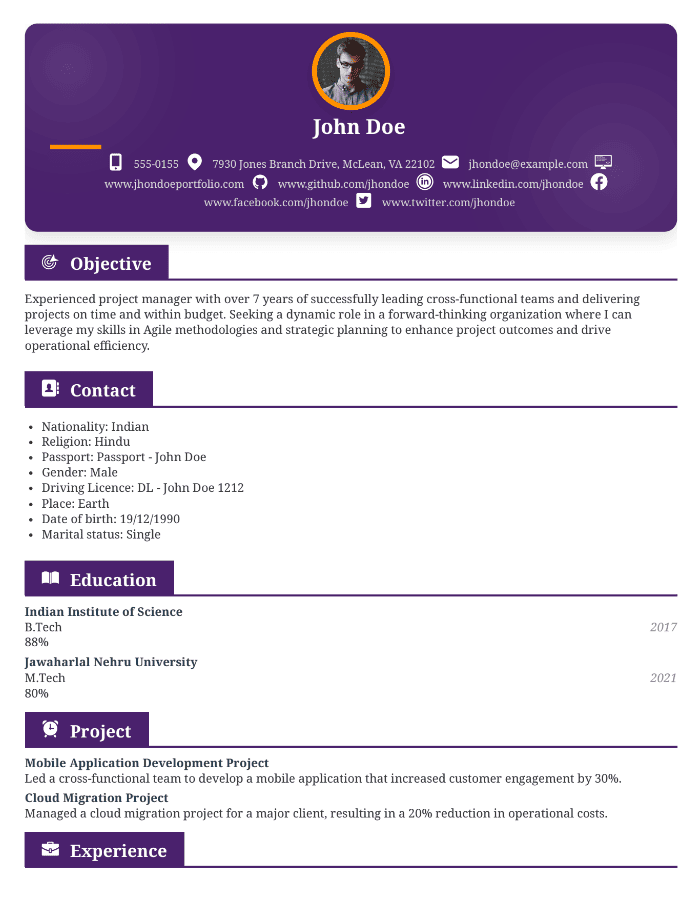 John Doe
555-0155 7930 Jones Branch Drive, McLean, VA 22102 jhondoe@example.com
www.jhondoeportfolio.com www.github.com/jhondoe www.linkedin.com/jhondoe
www.facebook.com/jhondoe www.twitter.com/jhondoe
Objective
Experienced project manager with over 7 years of successfully leading cross-functional teams and delivering
projects on time and within budget. Seeking a dynamic role in a forward-thinking organization where I can
leverage my skills in Agile methodologies and strategic planning to enhance project outcomes and drive
operational efficiency.
Contact
• Nationality: Indian
• Religion: Hindu
• Passport: Passport - John Doe
• Gender: Male
• Driving Licence: DL - John Doe 1212
• Place: Earth
• Date of birth: 19/12/1990
• Marital status: Single
Education
Indian Institute of Science
B.Tech 2017
88%
Jawaharlal Nehru University
M.Tech 2021
80%
Project
Mobile Application Development Project
Led a cross-functional team to develop a mobile application that increased customer engagement by 30%.
Cloud Migration Project
Managed a cloud migration project for a major client, resulting in a 20% reduction in operational costs.
Experience